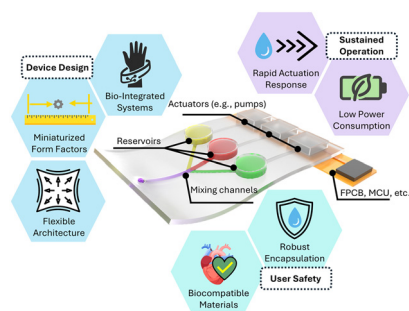 Device Design
Bio-Integrated
Systems
Miniaturized
Form Factors
Flexible
Architecture
Sustained
Operation
Rapid Actuation
Response
Low Power
Consumption
Actuators (e.g., pumps)
Reservoirs
Mixing channels
FPCB, MCU, etc.
Robust
Encapsulation
User Safety
Biocompatible
Materials